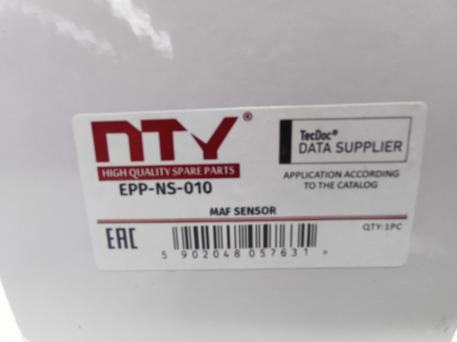 NTY®
HIGH QUALITY SPARE PARTS
TecDoc®
DATA SUPPLIER
EPP-NS-010
APPLICATION ACCORDING
TO THE CATALOG
MAF SENSOR
EAC
QTY:1PC
5 902048 057631 >